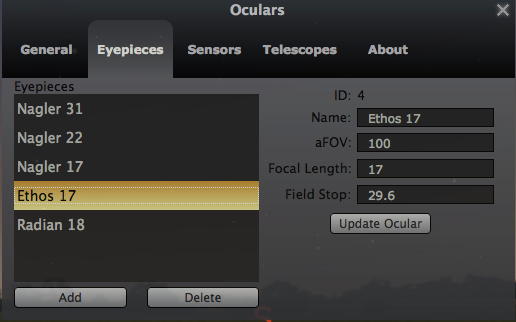 Oculars
General Eyepieces Sensors Telescopes About
Eyepieces
Nagler 31
Nagler 22
Nagler 17
Ethos 17
Radian 18
Add Delete
ID: 4
Name: Ethos 17
aFOV: 100
Focal Length: 17
Field Stop: 29.6
Update Ocular